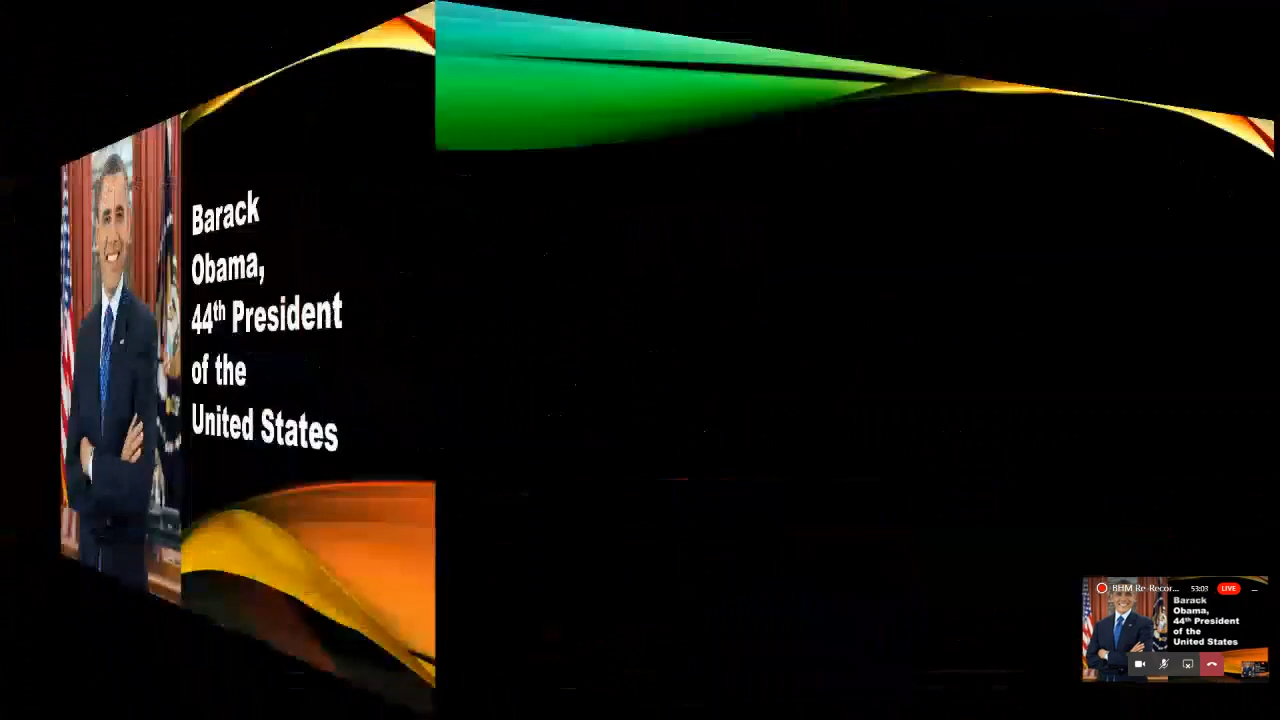 Barack
Obama,
44th President
of the
United States
BHM Re-Recor... 53:03 LIVE
Barack
Obama,
44th President
of the
United States